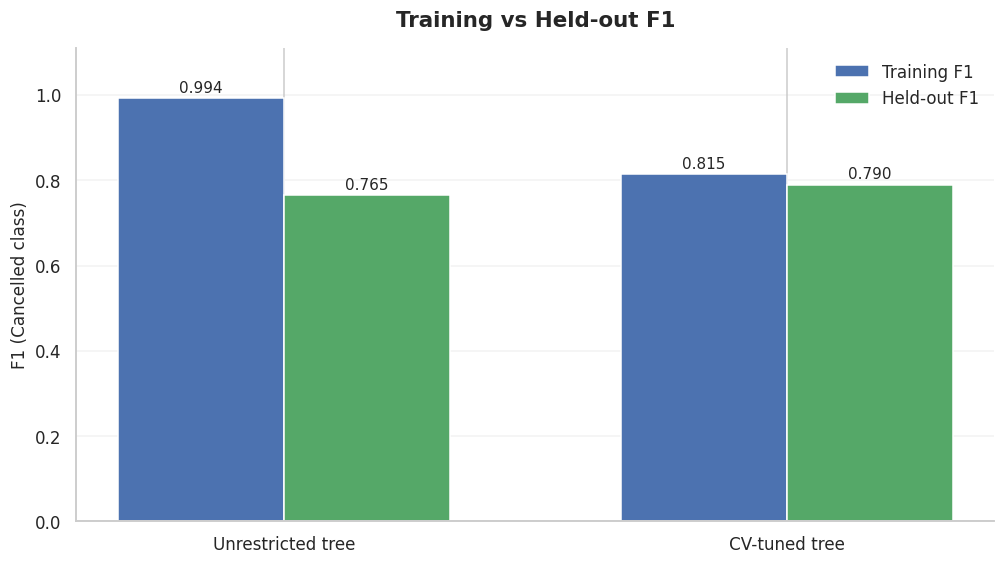 Training vs Held-out F1
Training F1
Held-out F1
F1 (Cancelled class)
1.0
0.8
0.6
0.4
0.2
0.0
0.994
0.765
0.815
0.790
Unrestricted tree
CV-tuned tree